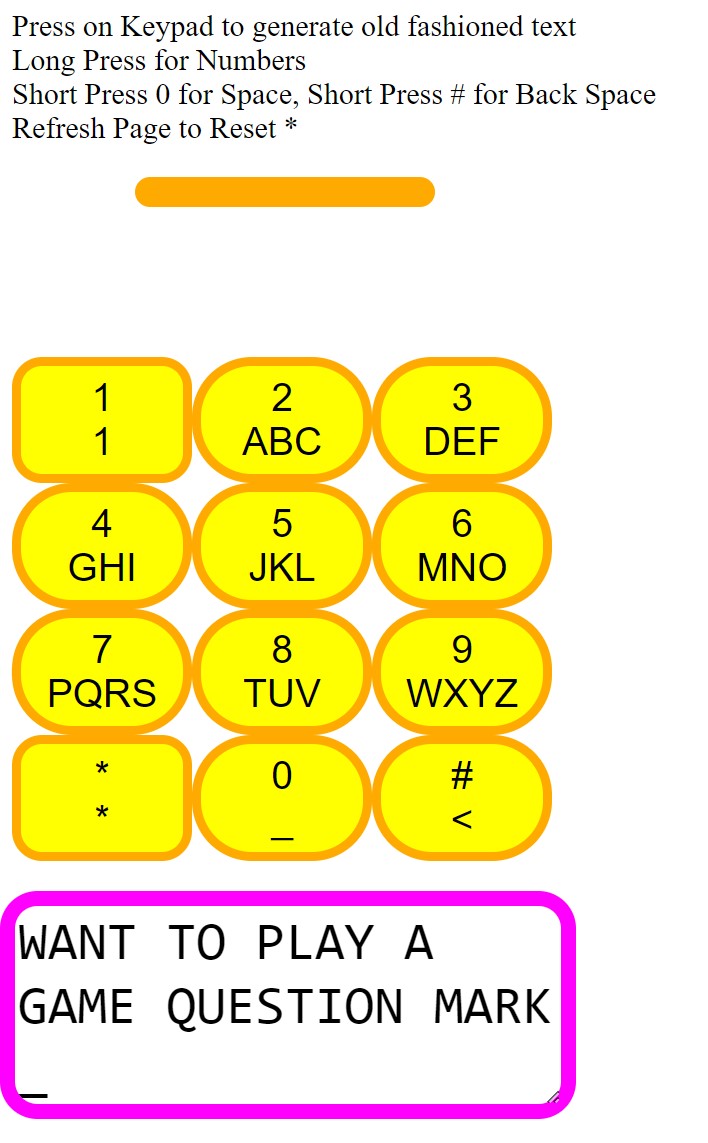 Press on Keypad to generate old fashioned text
Long Press for Numbers
Short Press 0 for Space, Short Press # for Back Space
Refresh Page to Reset *
1
1
2
ABC
3
DEF
4
GHI
5
JKL
6
MNO
7
PQRS
8
TUV
9
WXYZ
*
*
0
_
#
<
WANT TO PLAY A
GAME QUESTION MARK
_